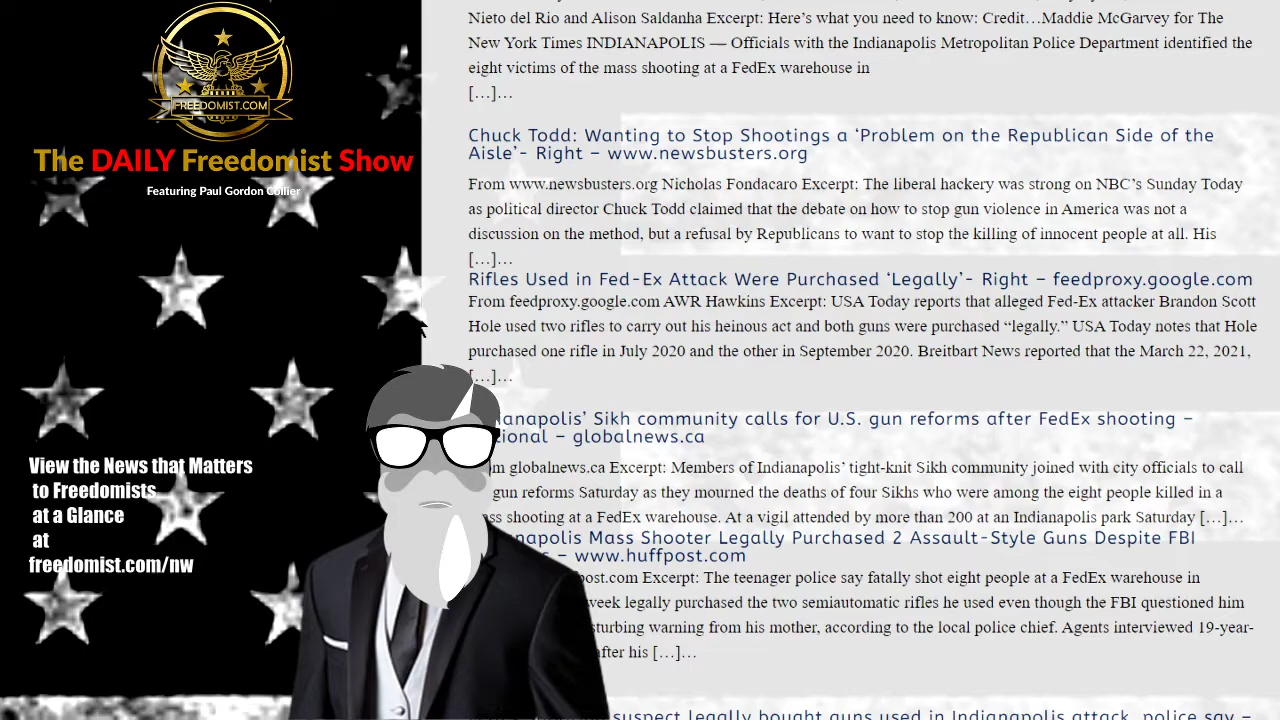 FREEDOMIST.COM
The DAILY Freedomist Show
Featuring Paul Gordon Collier
View the News that Matters
to Freedomists
at a Glance
at
freedomist.com/nw
Nieto del Rio and Alison Saldanha Excerpt: Here’s what you need to know: Credit…Maddie McGarvey for The
New York Times INDIANAPOLIS — Officials with the Indianapolis Metropolitan Police Department identified the
eight victims of the mass shooting at a FedEx warehouse in
[…]…
Chuck Todd: Wanting to Stop Shootings a ‘Problem on the Republican Side of the
Aisle’- Right – www.newsbusters.org
From www.newsbusters.org Nicholas Fondacaro Excerpt: The liberal hackery was strong on NBC’s Sunday Today
as political director Chuck Todd claimed that the debate on how to stop gun violence in America was not a
discussion on the method, but a refusal by Republicans to want to stop the killing of innocent people at all. His
[…]…
Rifles Used in Fed-Ex Attack Were Purchased ‘Legally’- Right – feedproxy.google.com
From feedproxy.google.com AWR Hawkins Excerpt: USA Today reports that alleged Fed-Ex attacker Brandon Scott
Hole used two rifles to carry out his heinous act and both guns were purchased “legally.” USA Today notes that Hole
purchased one rifle in July 2020 and the other in September 2020. Breitbart News reported that the March 22, 2021,
[…]…
anapolis’ Sikh community calls for U.S. gun reforms after FedEx shooting –
tional – globalnews.ca
m globalnews.ca Excerpt: Members of Indianapolis’ tight-knit Sikh community joined with city officials to call
gun reforms Saturday as they mourned the deaths of four Sikhs who were among the eight people killed in a
ss shooting at a FedEx warehouse. At a vigil attended by more than 200 at an Indianapolis park Saturday […]…
napolis Mass Shooter Legally Purchased 2 Assault-Style Guns Despite FBI
s – www.huffpost.com
post.com Excerpt: The teenager police say fatally shot eight people at a FedEx warehouse in
week legally purchased the two semiautomatic rifles he used even though the FBI questioned him
sturbing warning from his mother, according to the local police chief. Agents interviewed 19-year-
after his […]…
suspect legally bought guns used in Indianapolis attack, police say –